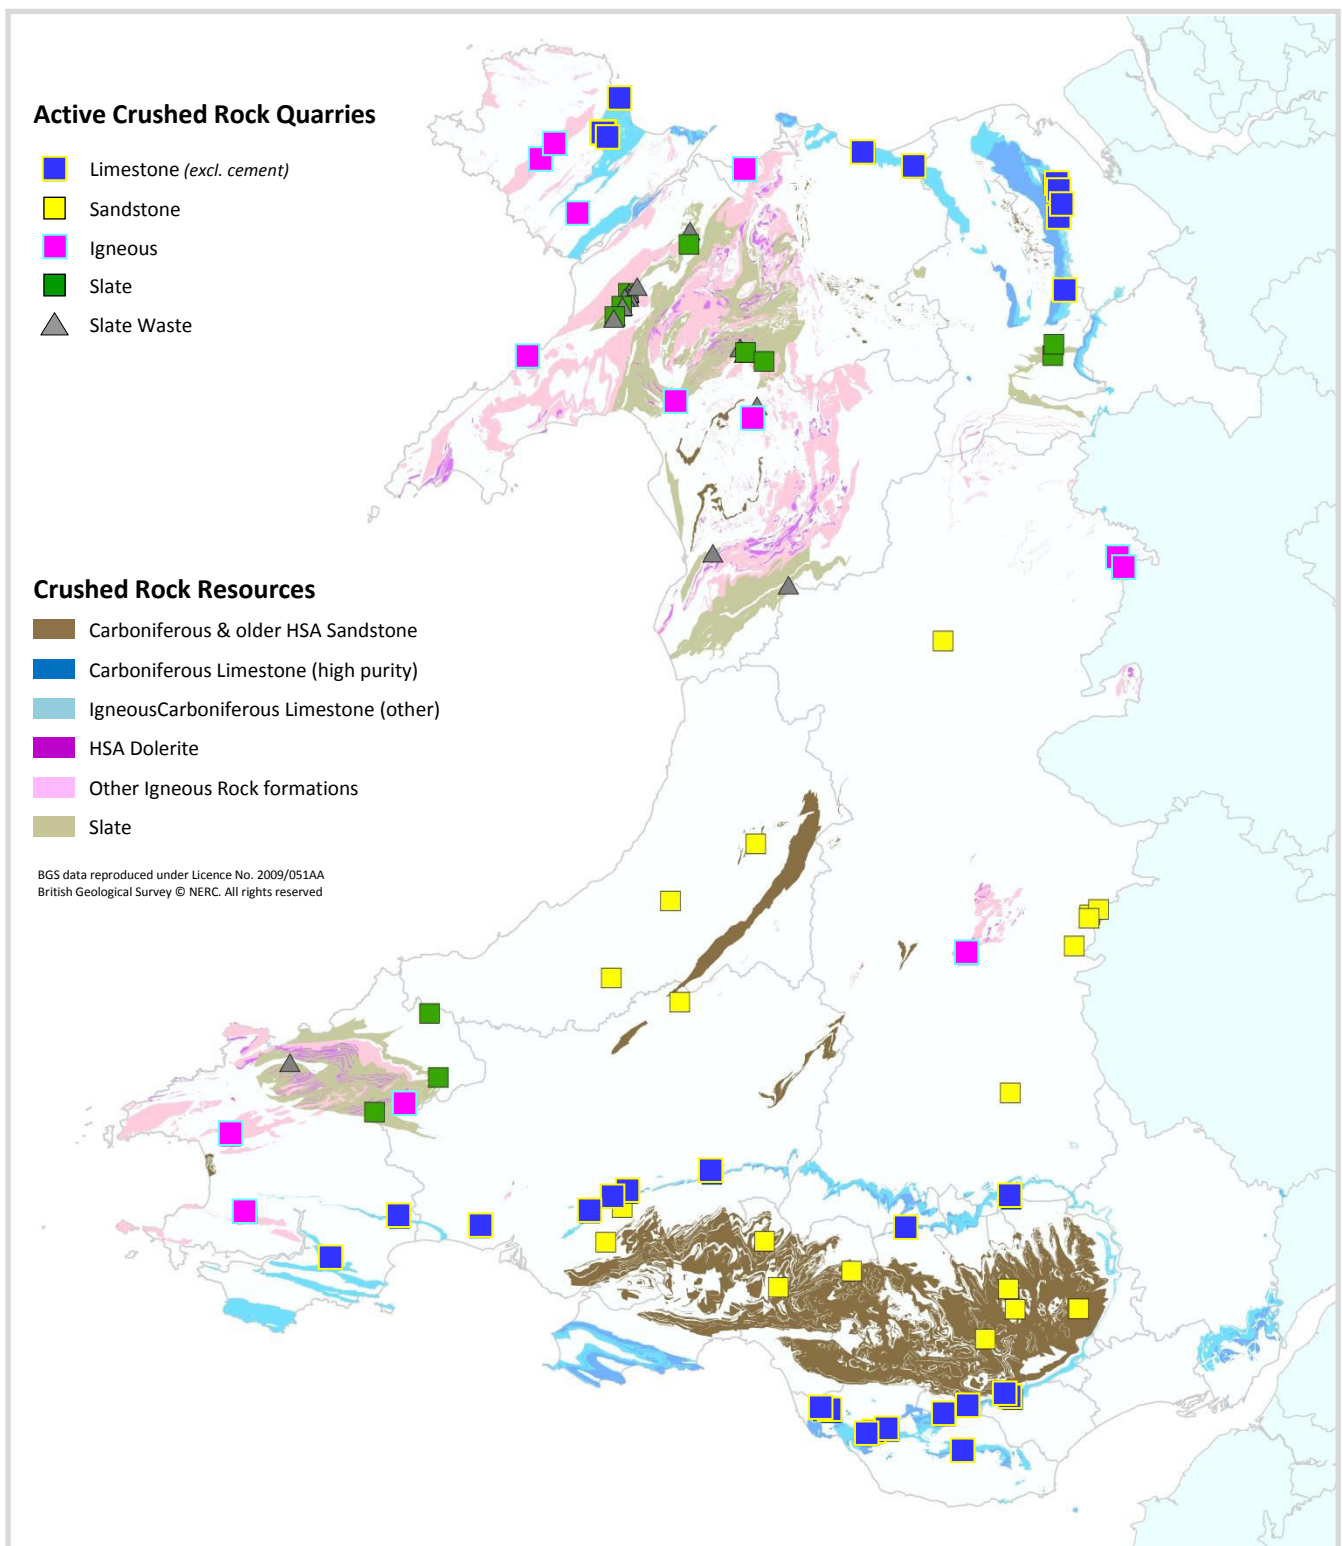 Active Crushed Rock Quarries
Limestone (excl. cement)
Sandstone
Igneous
Slate
Slate Waste
Crushed Rock Resources
Carboniferous & older HSA Sandstone
Carboniferous Limestone (high purity)
IgneousCarboniferous Limestone (other)
HSA Dolerite
Other Igneous Rock formations
Slate
BGS data reproduced under Licence No. 2009/051AA
British Geological Survey © NERC. All rights reserved